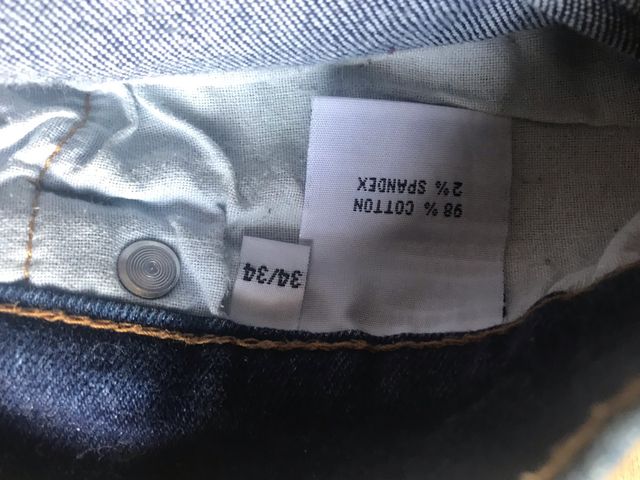 98 % COTTON
2% SPANDEX
34/34